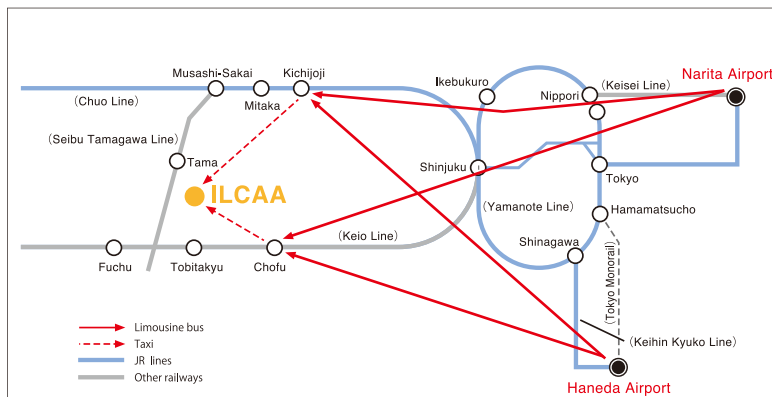 Musashi-Sakai
Kichijoji
Ikebukuro
(Keisei Line)
Narita Airport
(Chuo Line)
Mitaka
Nippori
(Seibu Tamagawa Line)
Tama
Shinjuku
Tokyo
ILCAA
(Yamanote Line)
Hamamatsucho
(Keio Line)
Shinagawa
Fuchu
Tobitakyu
Chofu
(Tokyo Monorail)
Limousine bus
Taxi
(Keihin Kyuko Line)
JR lines
Other railways
Haneda Airport